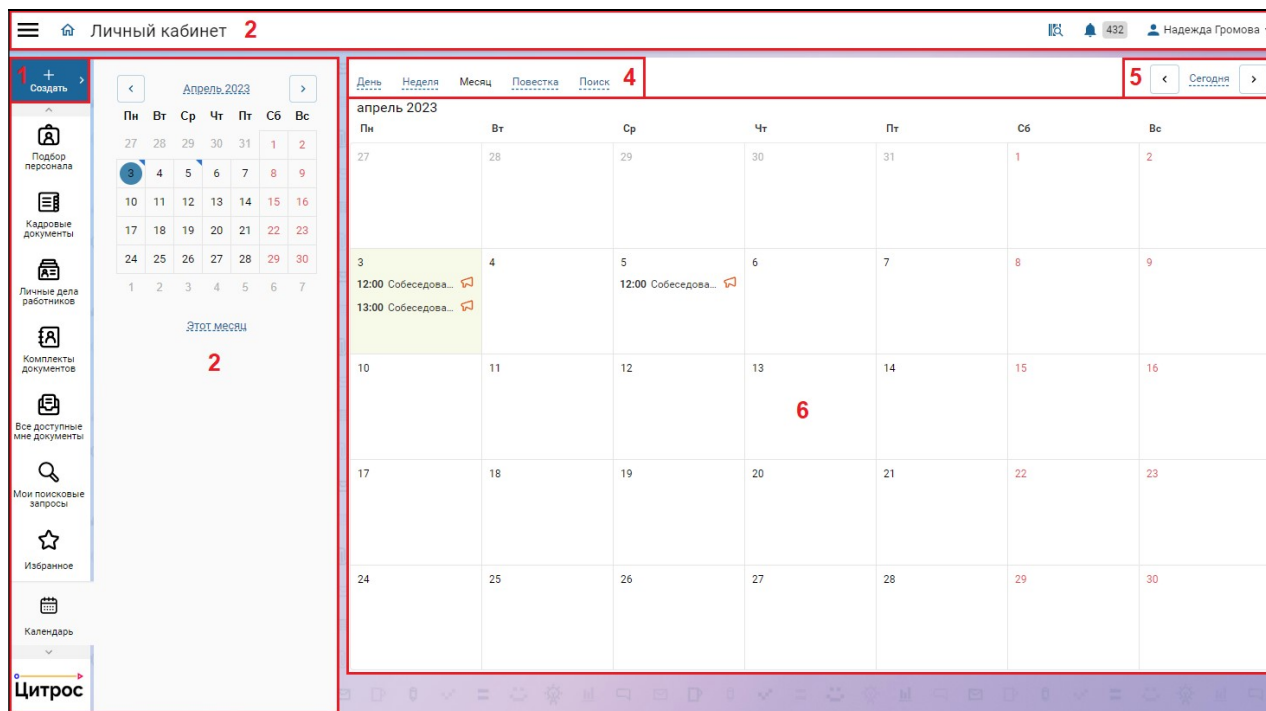 Личный кабинет 2
432 Надежда Громова
1
+
Создать
Подбор
персонала
Кадровые
документы
Личные дела
работников
Комплекты
документов
Все доступные
мне документы
Мои поисковые
запросы
Избранное
Календарь
Цитрос
Апрель 2023
Пн Вт Ср Чт Пт Сб Вс
27 28 29 30 31 1 2
3 4 5 6 7 8 9
10 11 12 13 14 15 16
17 18 19 20 21 22 23
24 25 26 27 28 29 30
1 2 3 4 5 6 7
Этот месяц
2
День Неделя Месяц Повестка Поиск 4
5 Сегодня
апрель 2023
Пн Вт Ср Чт Пт Сб Вс
27 28 29 30 31 1 2
3 4 5 6 7 8 9
12:00 Собеседова... 12:00 Собеседова...
13:00 Собеседова...
10 11 12 13 14 15 16
6
17 18 19 20 21 22 23
24 25 26 27 28 29 30